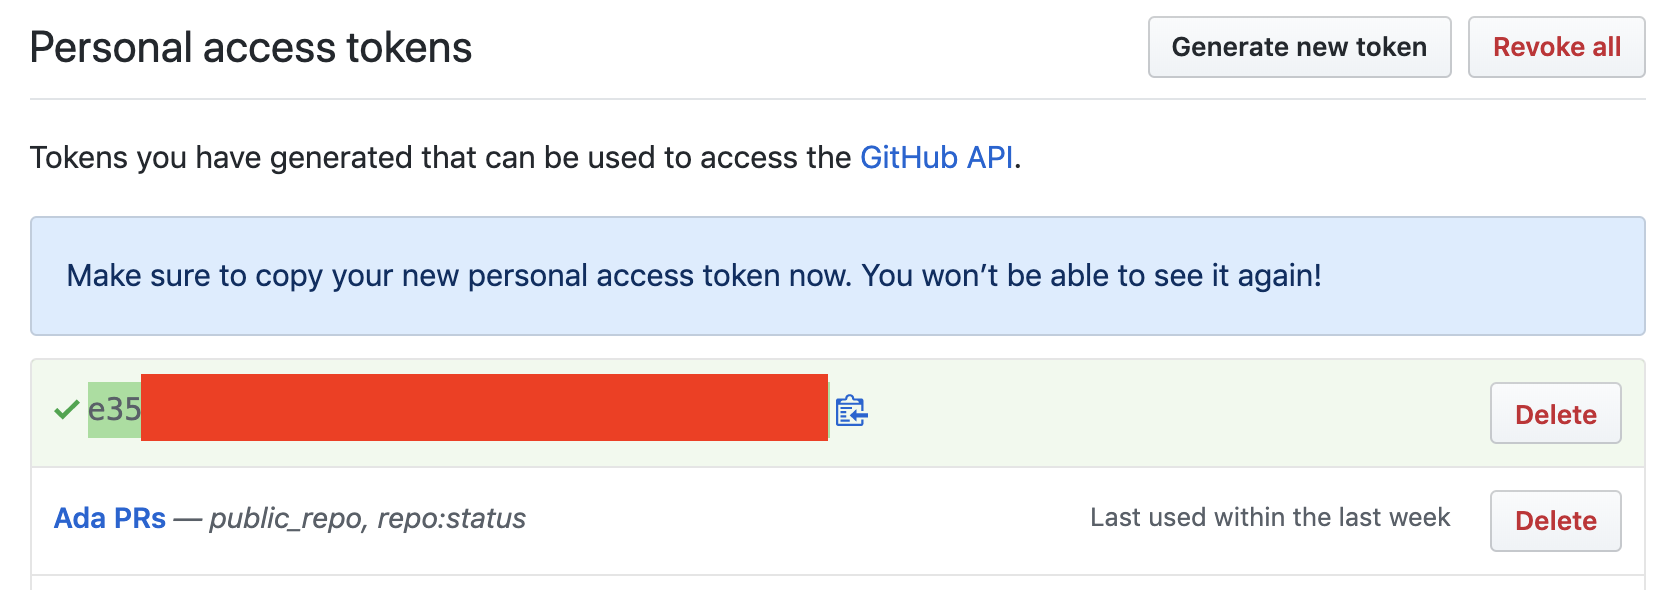 Personal access tokens
Generate new token
Revoke all
Tokens you have generated that can be used to access the GitHub API.
Make sure to copy your new personal access token now. You won’t be able to see it again!
e35
Delete
Ada PRs — public_repo, repo:status
Last used within the last week
Delete